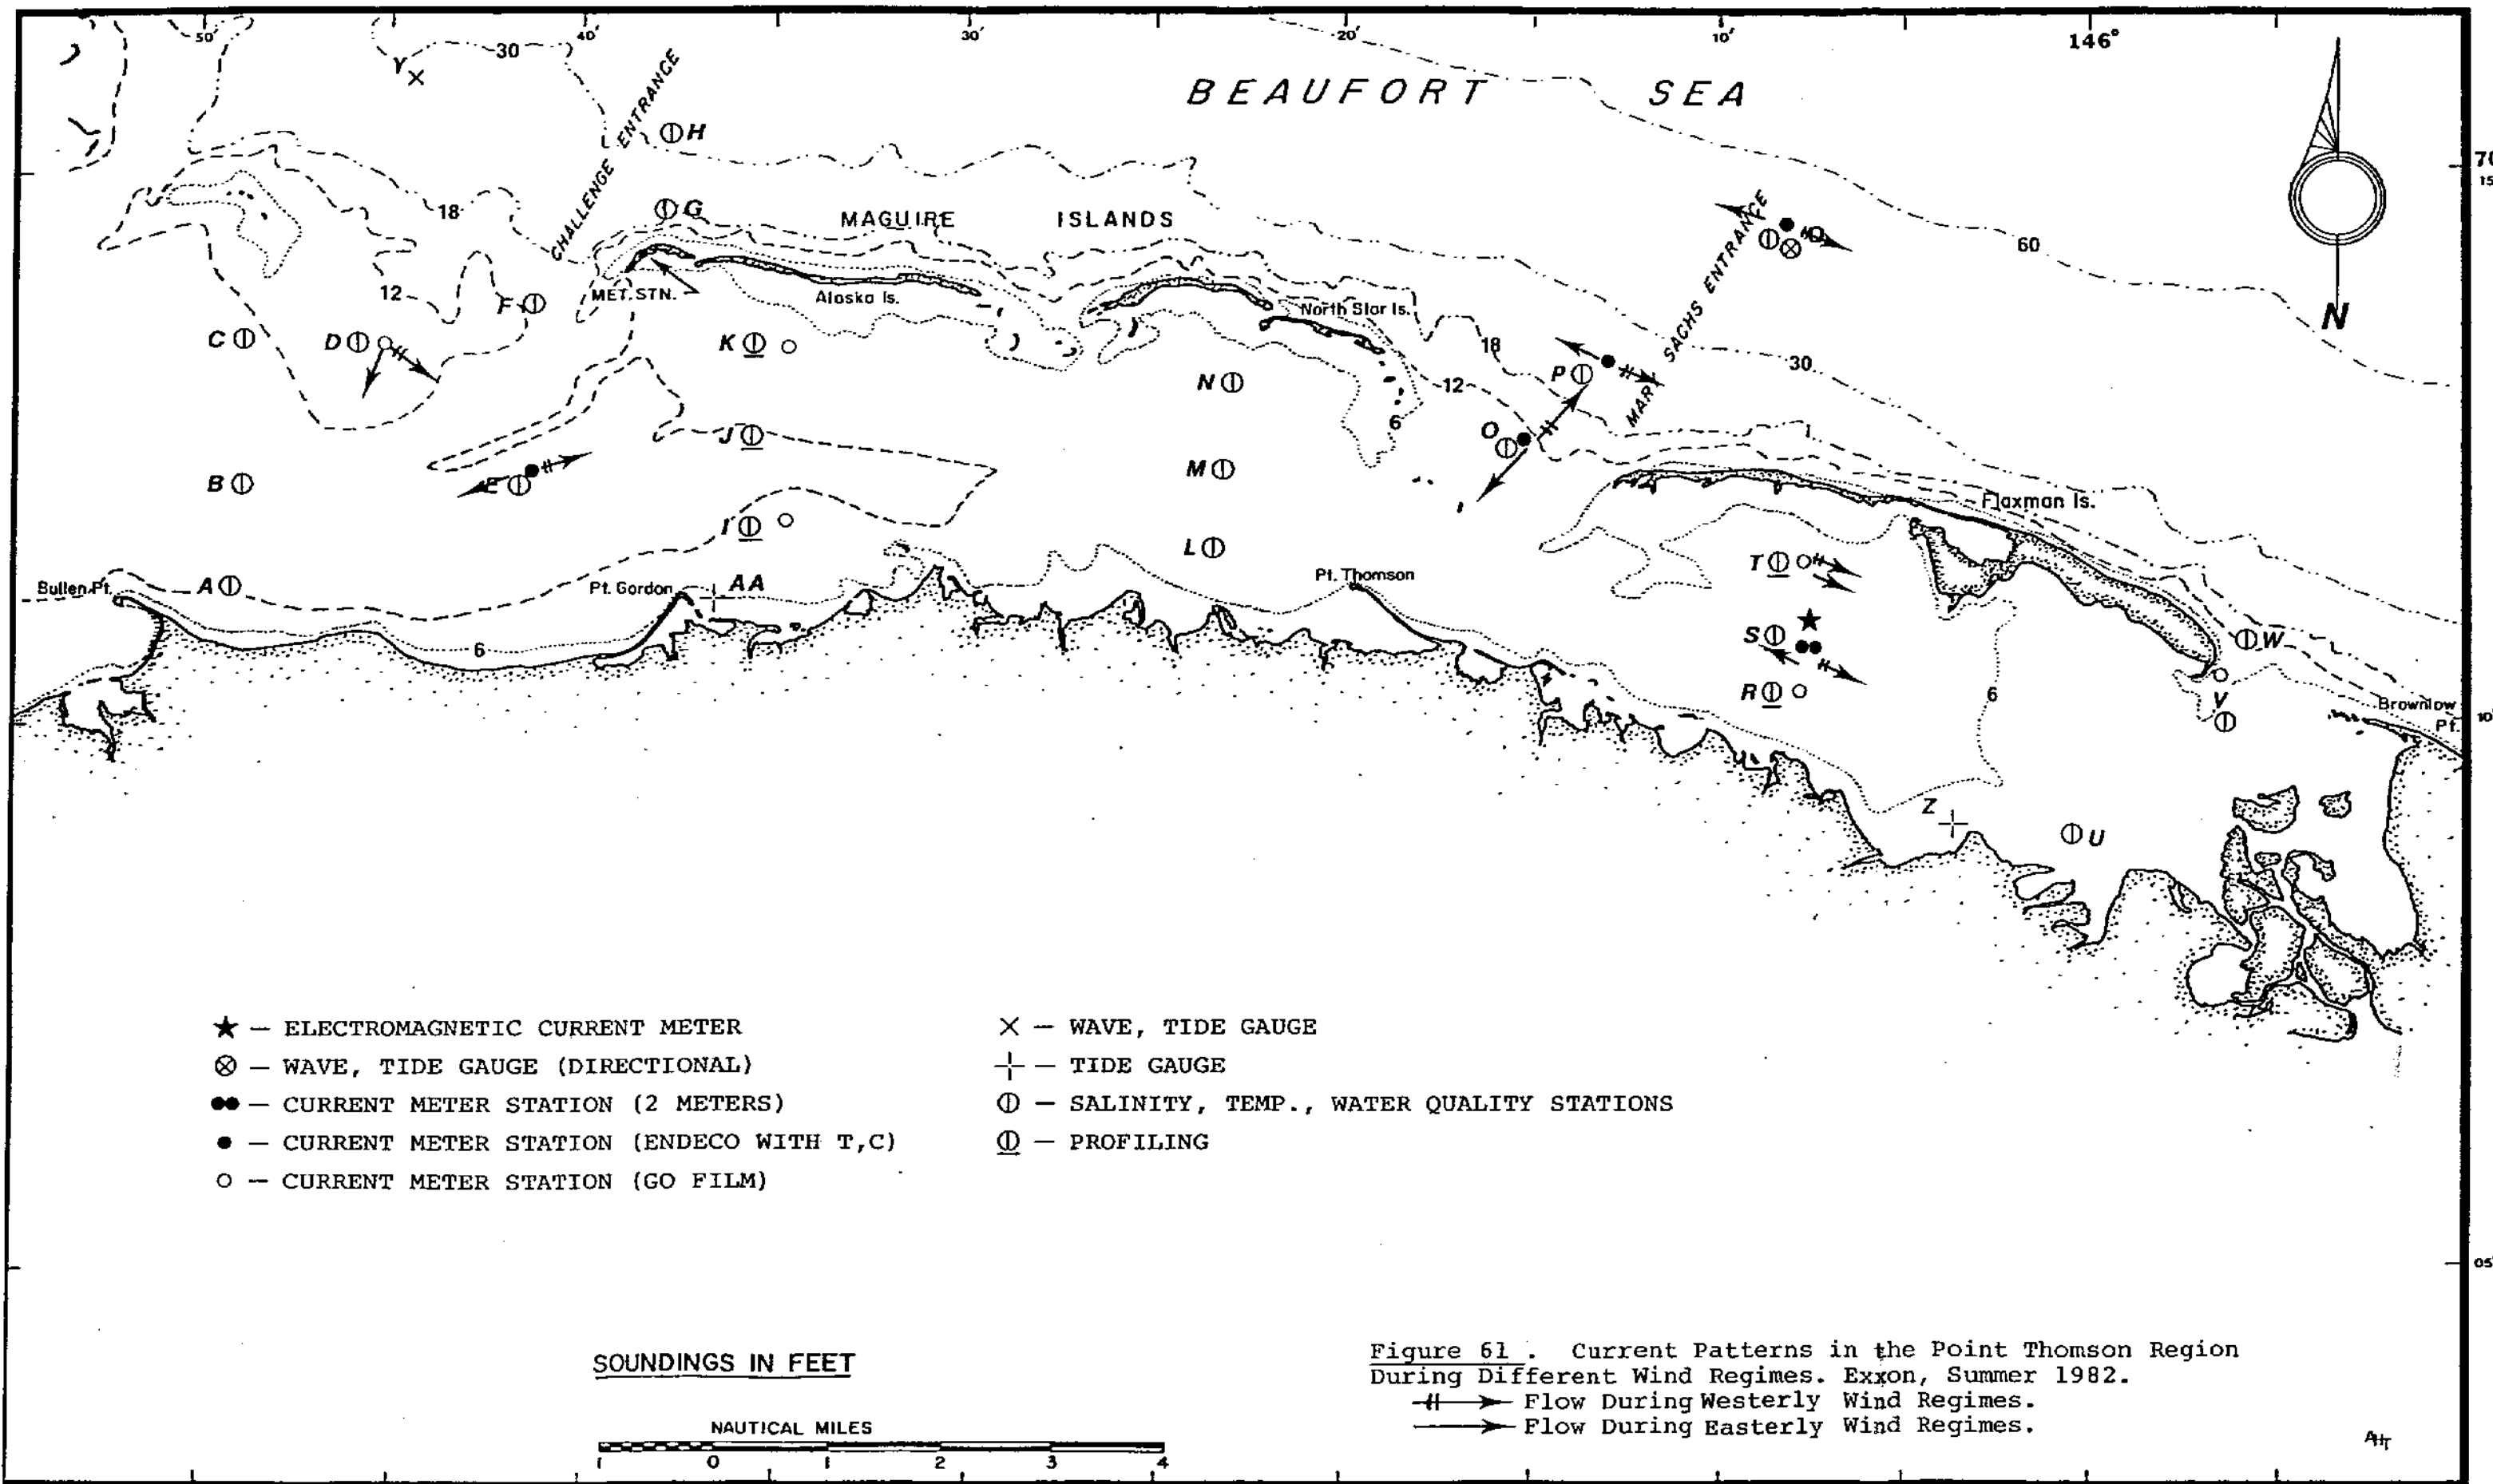 50'
40'
30'
20'
10'
146°
BEAUFORT SEA
Y
30
CHALLENGE ENTRANCE
H
15
18
G
MAGUIRE ISLANDS
MARY SACHS ENTRANCE
Q
60
12
F
MET. STN.
Alaska Is.
North Star Is.
N
C
D
K
18
30
P
N
12
6
J
O
B
E
M
Flaxman Is.
I
L
T
Bullen Pt.
A
Pt. Gordon
AA
Pt. Thomson
6
S
W
R
6
V
Brownlow
Pt.
10'
Z
U
★ — ELECTROMAGNETIC CURRENT METER
⊗ — WAVE, TIDE GAUGE (DIRECTIONAL)
●● — CURRENT METER STATION (2 METERS)
● — CURRENT METER STATION (ENDECO WITH T,C)
○ — CURRENT METER STATION (GO FILM)
× — WAVE, TIDE GAUGE
— TIDE GAUGE
— SALINITY, TEMP., WATER QUALITY STATIONS
— PROFILING
05'
SOUNDINGS IN FEET
NAUTICAL MILES
1 0 1 2 3 4
Figure 61 . Current Patterns in the Point Thomson Region
During Different Wind Regimes. Exxon, Summer 1982.
Flow During Westerly Wind Regimes.
Flow During Easterly Wind Regimes.